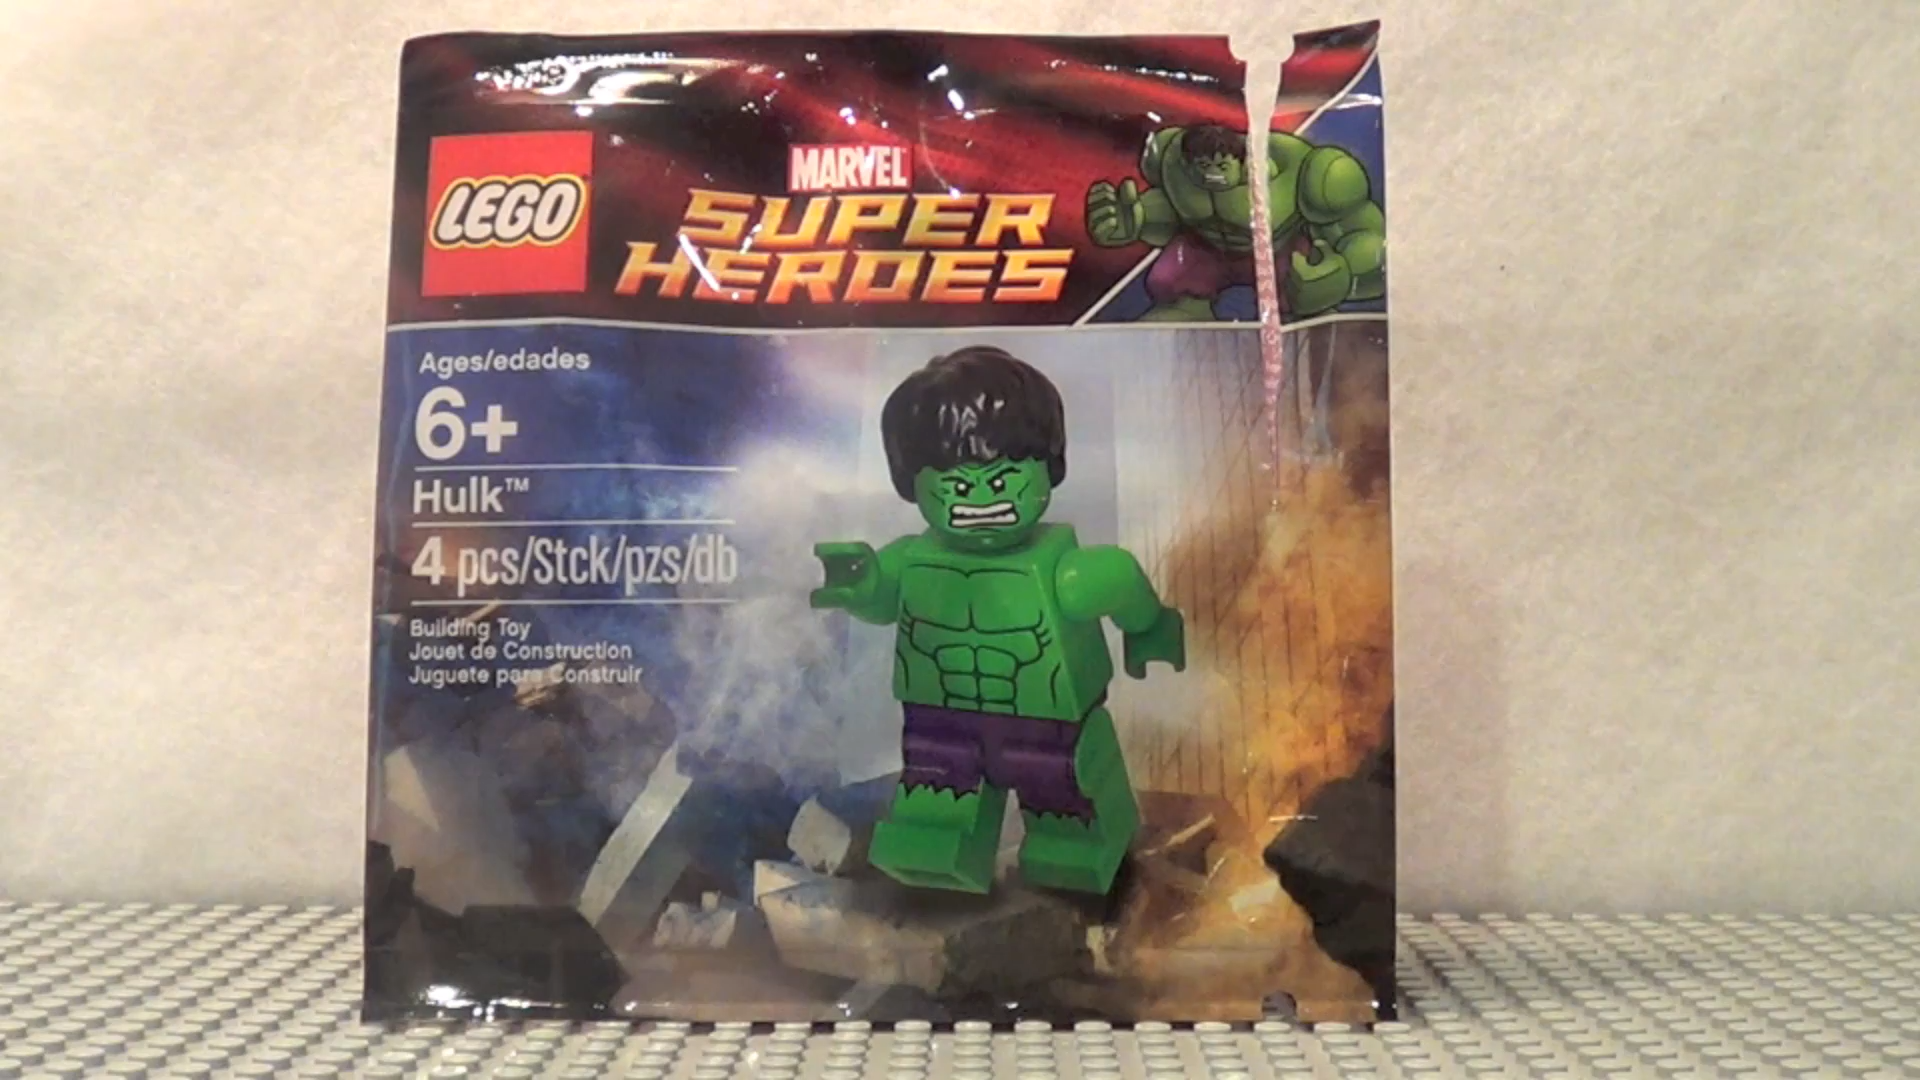 LEGO
MARVEL
SUPER
HEROES
Ages/edades
6+
Hulk™
4 pcs/Stck/pzs/db
Building Toy
Jouet de Construction
Juguete para Construir